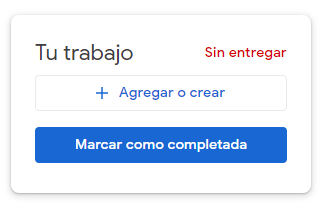 Tu trabajo
Sin entregar
+ Agregar o crear
Marcar como completada